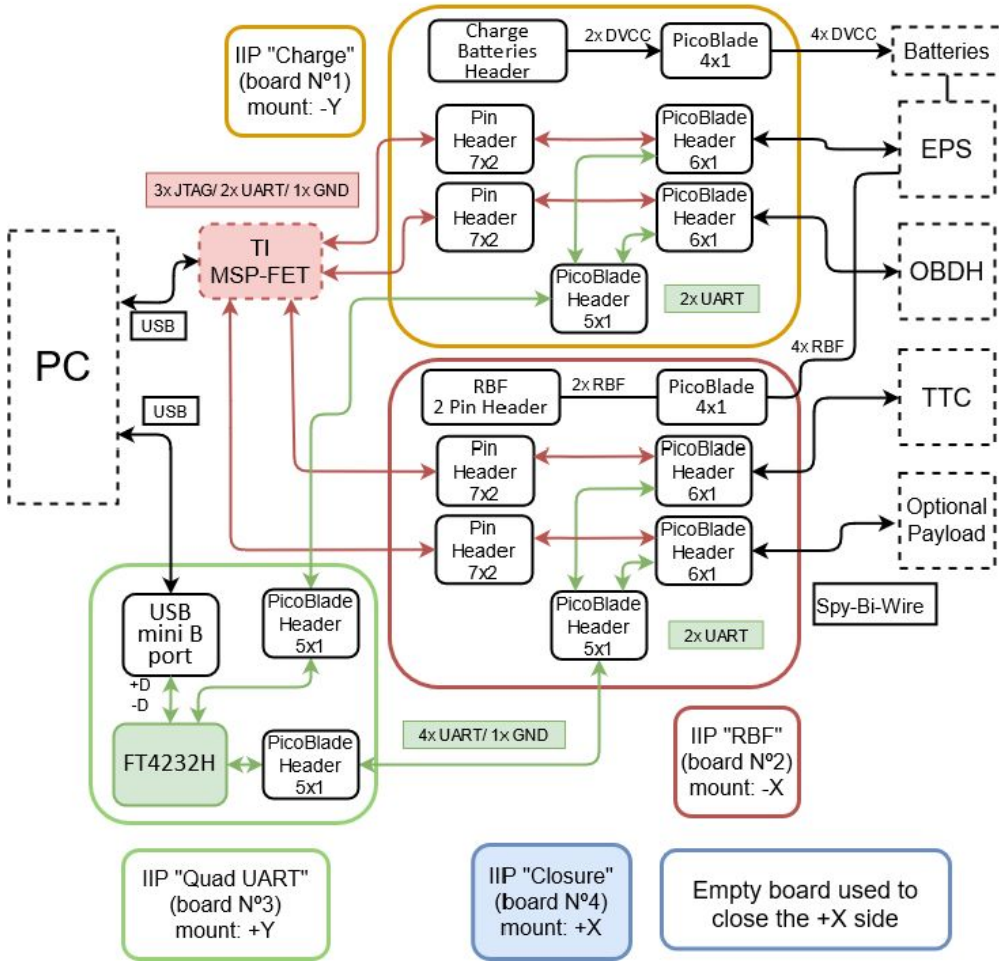 IIP "Charge"
(board Nº1)
mount: -Y
Charge
Batteries
Header
2x DVCC
PicoBlade
4x1
4x DVCC
Batteries
Pin
Header
7x2
PicoBlade
Header
6x1
EPS
3x JTAG/ 2x UART/ 1x GND
Pin
Header
7x2
PicoBlade
Header
6x1
TI
MSP-FET
OBDH
PicoBlade
Header
5x1
2x UART
USB
PC
4x RBF
RBF
2 Pin Header
2x RBF
PicoBlade
4x1
TTC
USB
Pin
Header
7x2
PicoBlade
Header
6x1
Optional
Payload
Pin
Header
7x2
PicoBlade
Header
6x1
USB
mini B
port
PicoBlade
Header
5x1
PicoBlade
Header
5x1
2x UART
Spy-Bi-Wire
+D
-D
FT4232H
PicoBlade
Header
5x1
4x UART/ 1x GND
IIP "RBF"
(board Nº2)
mount: -X
IIP "Quad UART"
(board Nº3)
mount: +Y
IIP "Closure"
(board Nº4)
mount: +X
Empty board used to
close the +X side